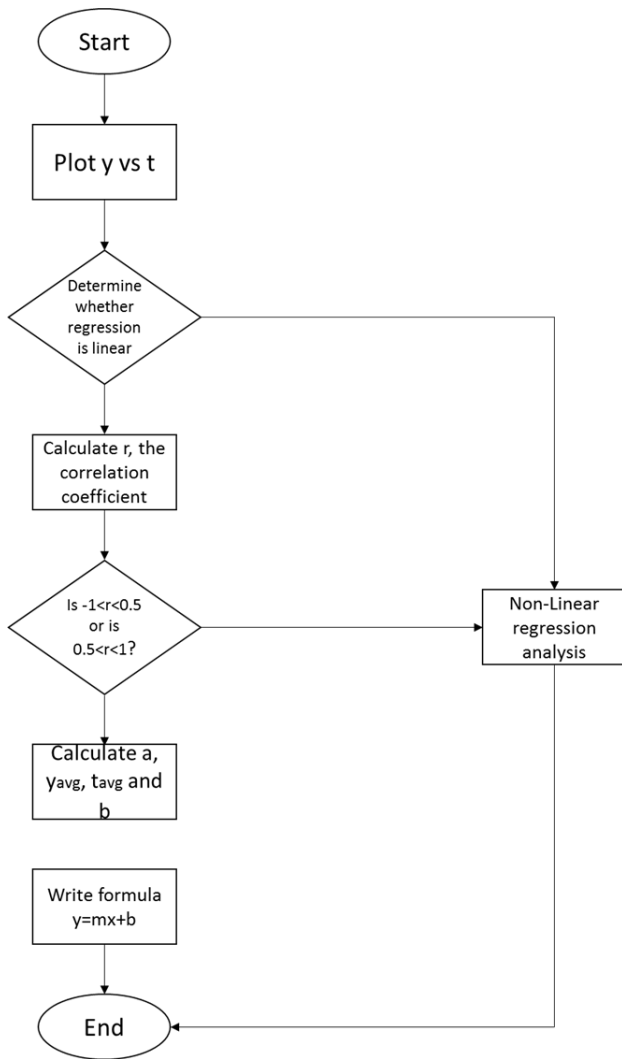 Start
Plot y vs t
Determine
whether
regression
is linear
Calculate r, the
correlation
coefficient
Is -1<r<0.5
or is
0.5<r<1?
Non-Linear
regression
analysis
Calculate a,
yavg, tavg and
b
Write formula
y=mx+b
End